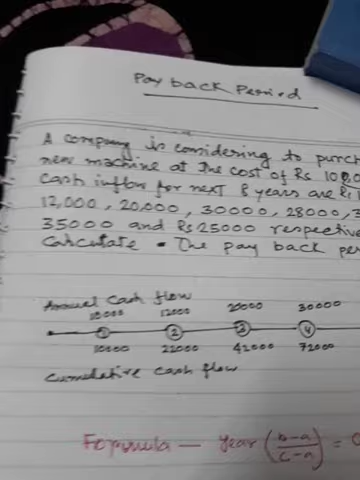 Pay back Period
A company is considering to purch
new machine at the cost of Rs
Cash inflow for next 8 years are Rs
12,000, 20,000, 30000, 28000,
35000 and Rs 25000 respective
Calculate • The pay back pe
Annual Cash flow
10000 12000 20000 30000
1 2 3 4
10000 22000 42000 72000
Cumulative cash flow
Formula — year (b-a/c-a) =